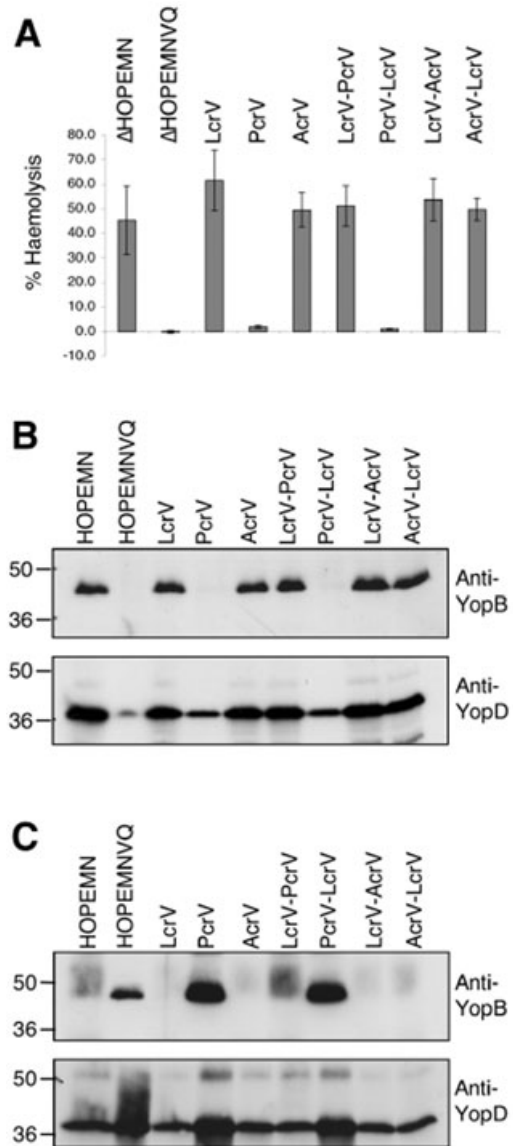 A
ΔHOPEMN
ΔHOPEMNVQ
LcrV
PcrV
AcrV
LcrV-PcrV
PcrV-LcrV
LcrV-AcrV
AcrV-LcrV
% Haemolysis
80.0
70.0
60.0
50.0
40.0
30.0
20.0
10.0
0.0
-10.0
B
HOPEMN
HOPEMNVQ
LcrV
PcrV
AcrV
LcrV-PcrV
PcrV-LcrV
LcrV-AcrV
AcrV-LcrV
50
36
Anti-
YopB
50
36
Anti-
YopD
C
HOPEMN
HOPEMNVQ
LcrV
PcrV
AcrV
LcrV-PcrV
PcrV-LcrV
LcrV-AcrV
AcrV-LcrV
50
36
Anti-
YopB
50
36
Anti-
YopD